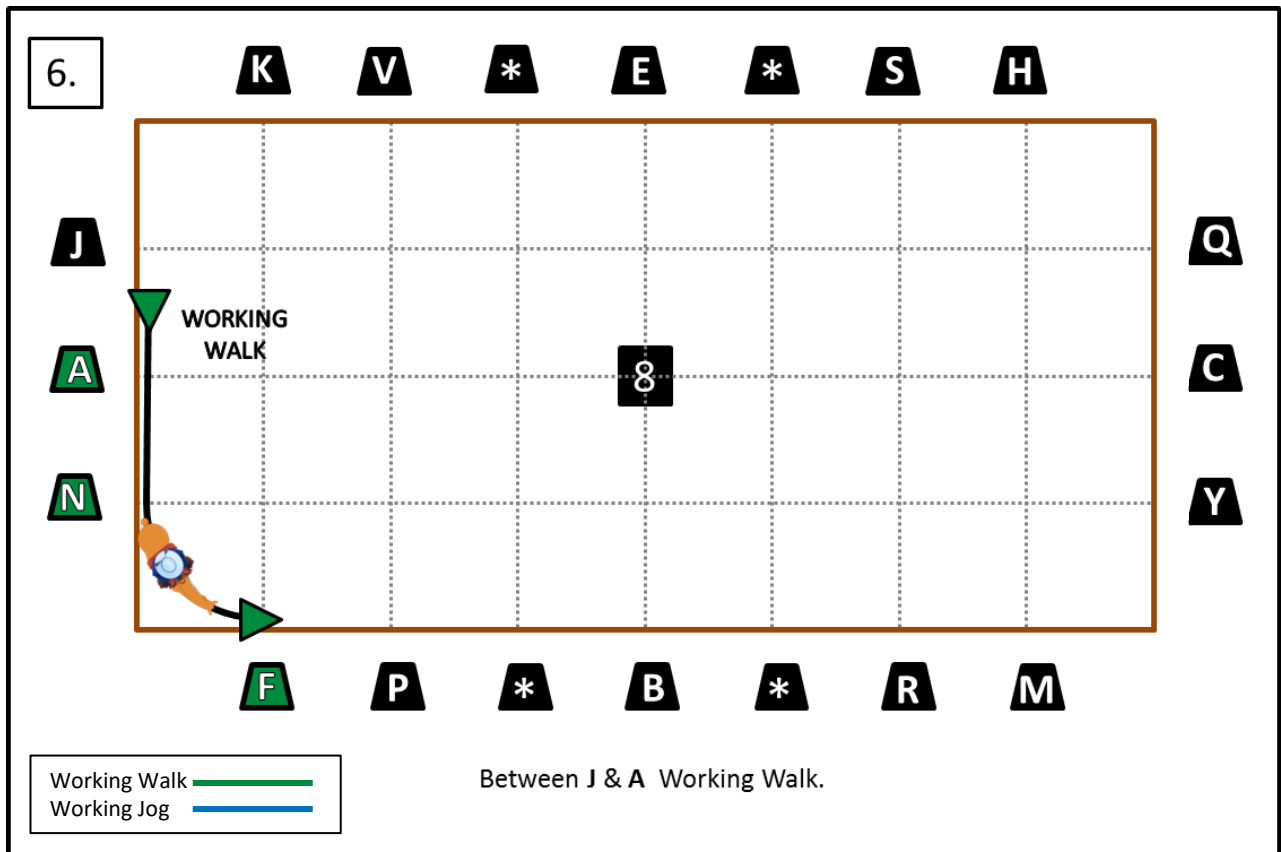 6.
K V * E * S H
J
Q
WORKING
WALK
A
8
C
N
Y
F P * B * R M
Working Walk
Working Jog
Between J & A Working Walk.